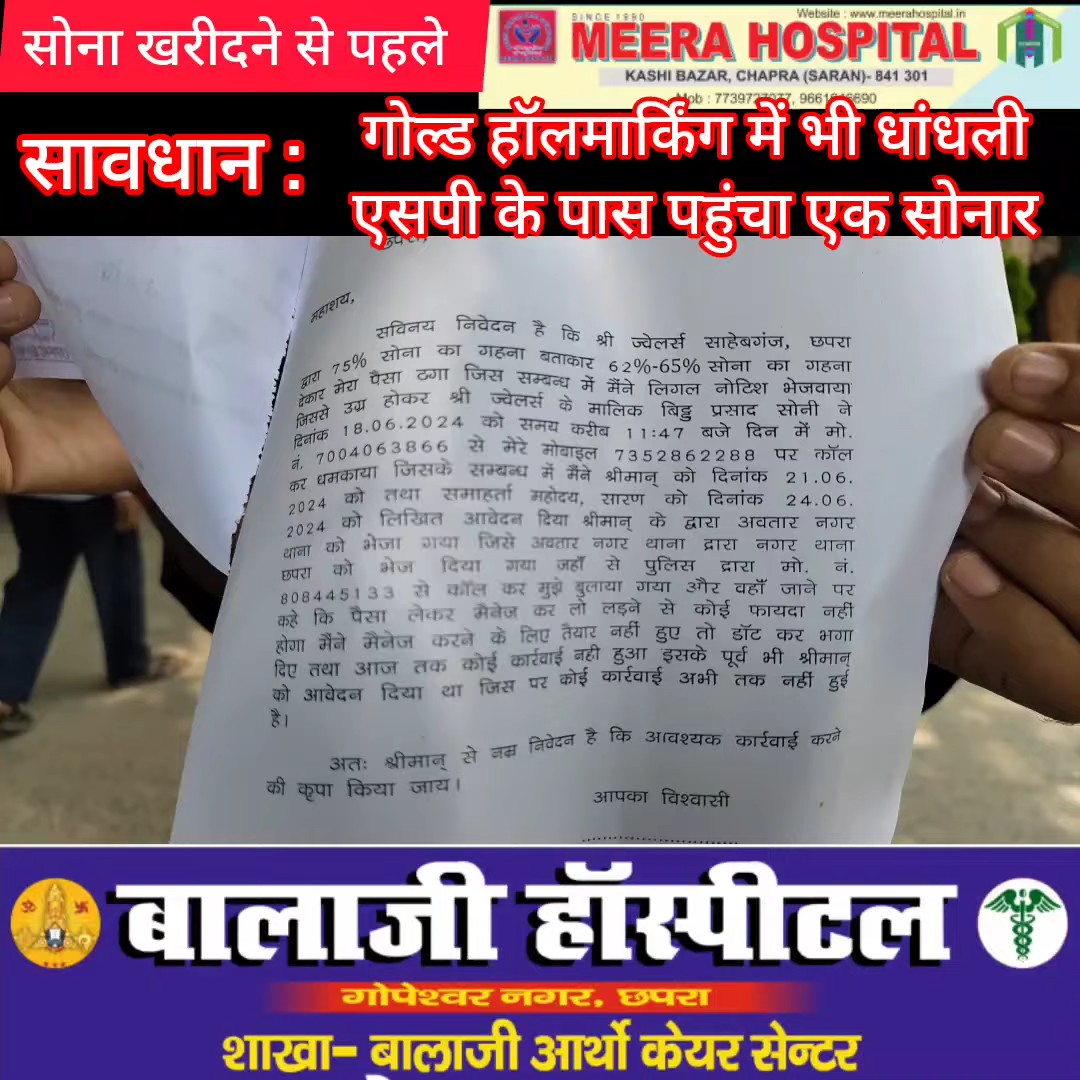 सोना खरीदने से पहले
SINCE 1990
Website : www.meerahospital.in
MEERA HOSPITAL
KASHI BAZAR, CHAPRA (SARAN)- 841 301
सावधान :
गोल्ड हॉलमार्किंग में भी धांधली
एसपी के पास पहुंचा एक सोनार
महाशय,
सविनय निवेदन है कि श्री ज्वेलर्स साहेबगंज, छपरा
द्वारा 75% सोना का गहना बताकार 62%-65% सोना का गहना
देकार मेरा पैसा ठगा जिस सम्बन्ध में मैंने लिगल नोटिश भेजवाया
जिससे उग्र होकर श्री ज्वेलर्स के मालिक बिट्टु प्रसाद सोनी ने
दिनांक 18.06.2024 को समय करीब 11:47 बजे दिन में मो.
नं. 7004063866 से मेरे मोबाइल 7352862288 पर कॉल
कर धमकाया जिसके सम्बन्ध में मैंने श्रीमान् को दिनांक 21.06.
2024 को तथा समाहर्ता महोदय, सारण को दिनांक 24.06.
2024 को लिखित आवेदन दिया श्रीमान् के द्वारा अवतार नगर
थाना को भेजा गया जिसे अवतार नगर थाना द्वारा नगर थाना
छपरा को भेज दिया गया जहाँ से पुलिस द्वारा मो. नं.
808445133 से कॉल कर मुझे बुलाया गया और वहाँ जाने पर
कहे कि पैसा लेकर मैनेज कर लो लड़ने से कोई फायदा नहीं
होगा मैंने मैनेज करने के लिए तैयार नहीं हुए तो डॉट कर भगा
दिए तथा आज तक कोई कार्रवाई नही हुआ इसके पूर्व भी श्रीमान्
को आवेदन दिया था जिस पर कोई कार्रवाई अभी तक नहीं हुई
है।
अतः श्रीमान् से नम्र निवेदन है कि आवश्यक कार्रवाई करने
की कृपा किया जाय।
आपका विश्वासी
बालाजी हॉस्पीटल
गोपेश्वर नगर, छपरा
शाखा- बालाजी आर्थो केयर सेन्टर